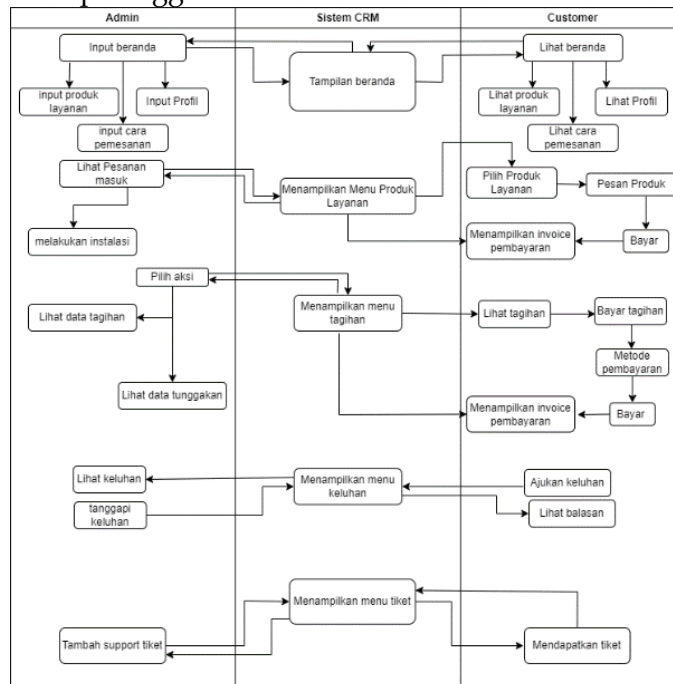 Admin
Sistem CRM
Customer
Input beranda
Tampilan beranda
Lihat beranda
input produk
layanan
Input Profil
input cara
pemesanan
Lihat produk
layanan
Lihat Profil
Lihat cara
pemesanan
Lihat Pesanan
masuk
Menampilkan Menu Produk
Layanan
Pilih Produk
Layanan
Pesan Produk
melakukan instalasi
Menampilkan invoice
pembayaran
Bayar
Pilih aksi
Menampilkan menu
tagihan
Lihat data tagihan
Lihat tagihan
Bayar tagihan
Metode
pembayaran
Lihat data tunggakan
Menampilkan invoice
pembayaran
Bayar
Lihat keluhan
Menampilkan menu
keluhan
Ajukan keluhan
tanggapi
keluhan
Lihat balasan
Menampilkan menu tiket
Tambah support tiket
Mendapatkan tiket